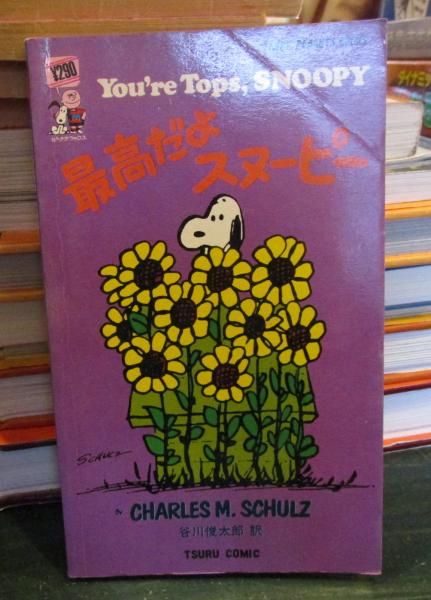 ¥290
You're Tops, SNOOPY
最高だよ
スヌーピー
SCHULZ
by CHARLES M. SCHULZ
谷川俊太郎 訳
TSURU COMIC